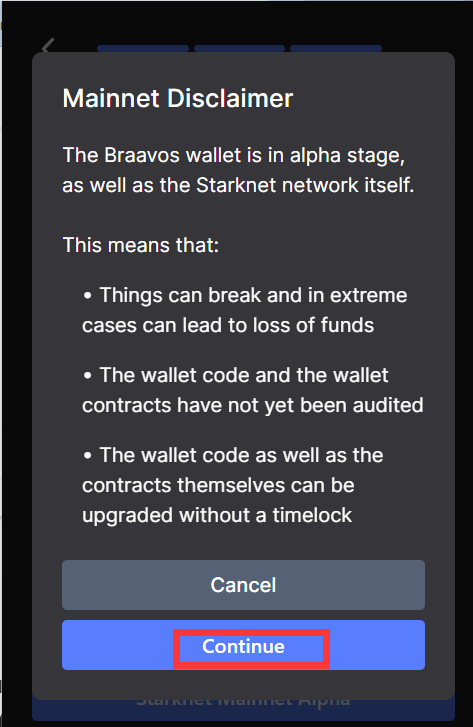 Mainnet Disclaimer
The Braavos wallet is in alpha stage,
as well as the Starknet network itself.
This means that:
• Things can break and in extreme
cases can lead to loss of funds
• The wallet code and the wallet
contracts have not yet been audited
• The wallet code as well as the
contracts themselves can be
upgraded without a timelock
Cancel
Continue
Starknet Mainnet Alpha